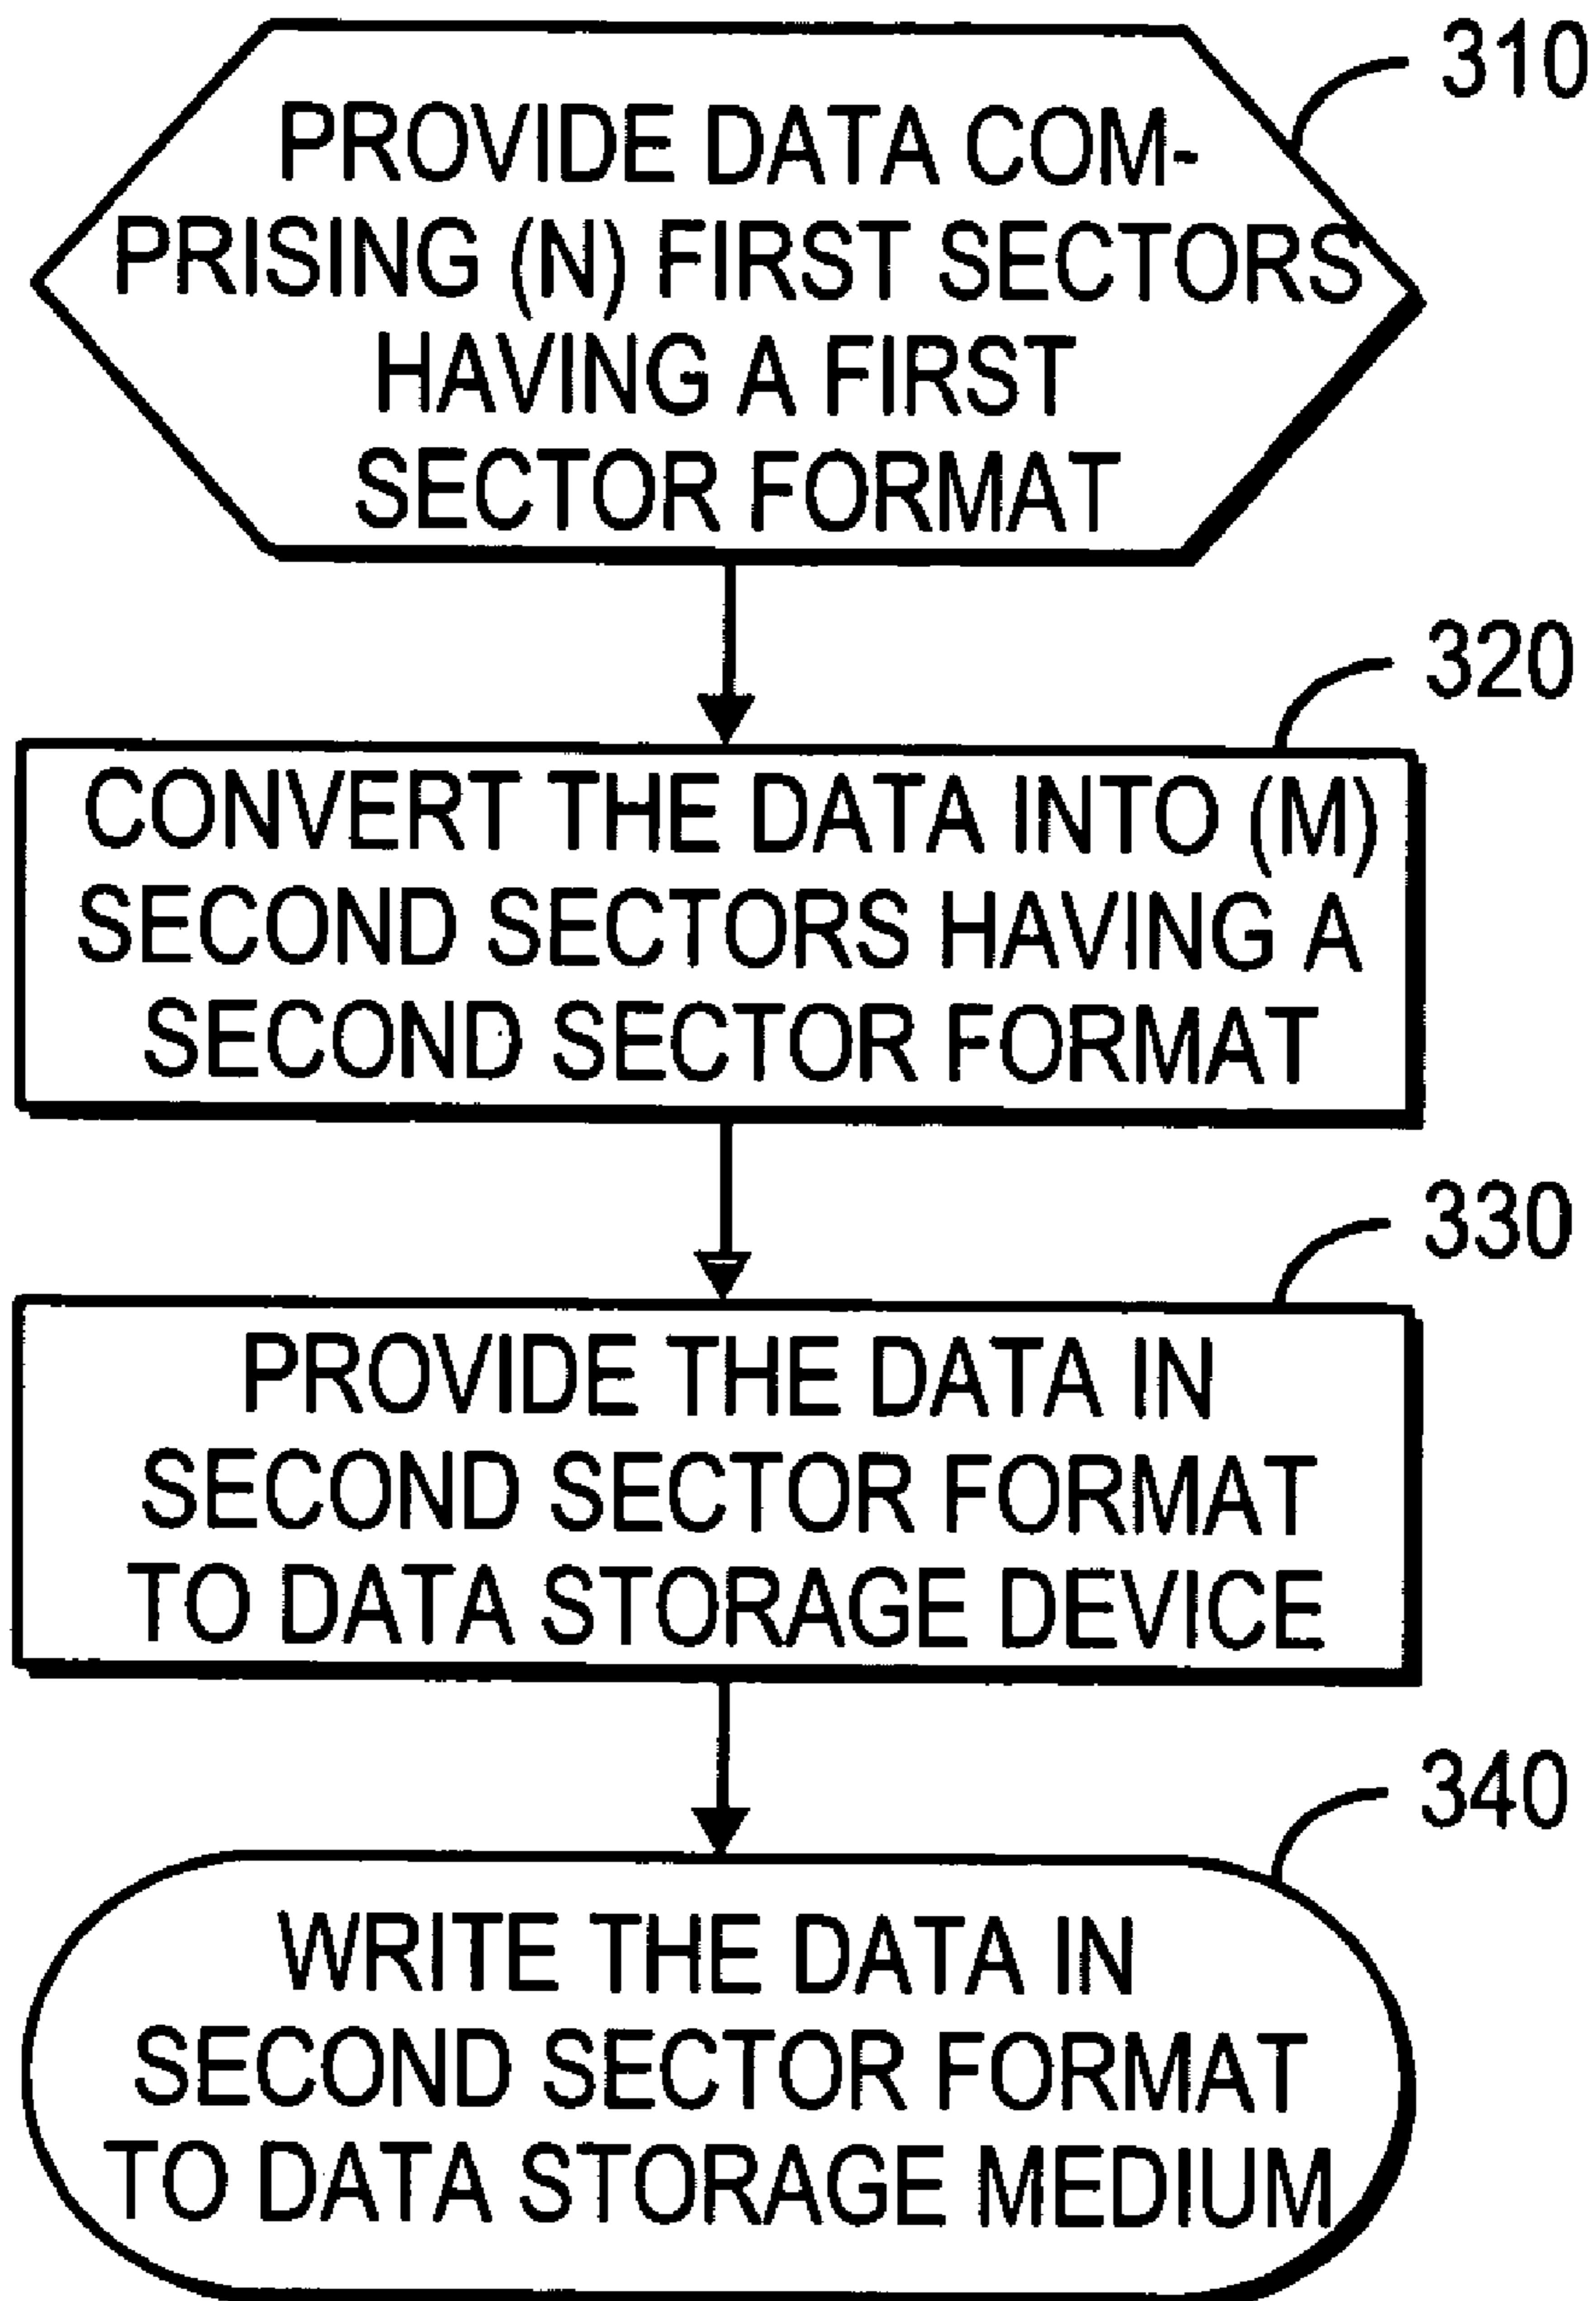 310
PROVIDE DATA COM-
PRISING (N) FIRST SECTORS
HAVING A FIRST
SECTOR FORMAT
320
CONVERT THE DATA INTO (M)
SECOND SECTORS HAVING A
SECOND SECTOR FORMAT
330
PROVIDE THE DATA IN
SECOND SECTOR FORMAT
TO DATA STORAGE DEVICE
340
WRITE THE DATA IN
SECOND SECTOR FORMAT
TO DATA STORAGE MEDIUM